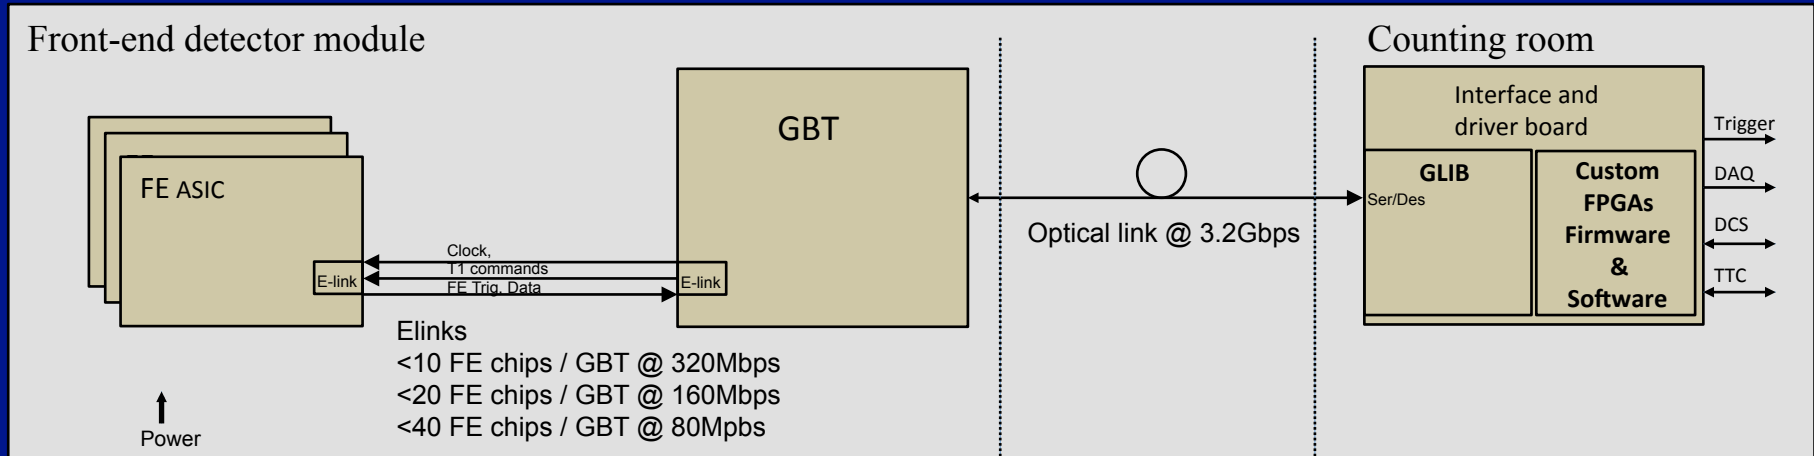 Front-end detector module
Counting room
FE ASIC
E-link
Clock,
T1 commands
FE Trig. Data
E-link
GBT
Elinks
<10 FE chips / GBT @ 320Mbps
<20 FE chips / GBT @ 160Mbps
<40 FE chips / GBT @ 80Mpbs
Power
Optical link @ 3.2Gbps
Interface and
driver board
GLIB
Ser/Des
Custom
FPGAs
Firmware
&
Software
Trigger
DAQ
DCS
TTC